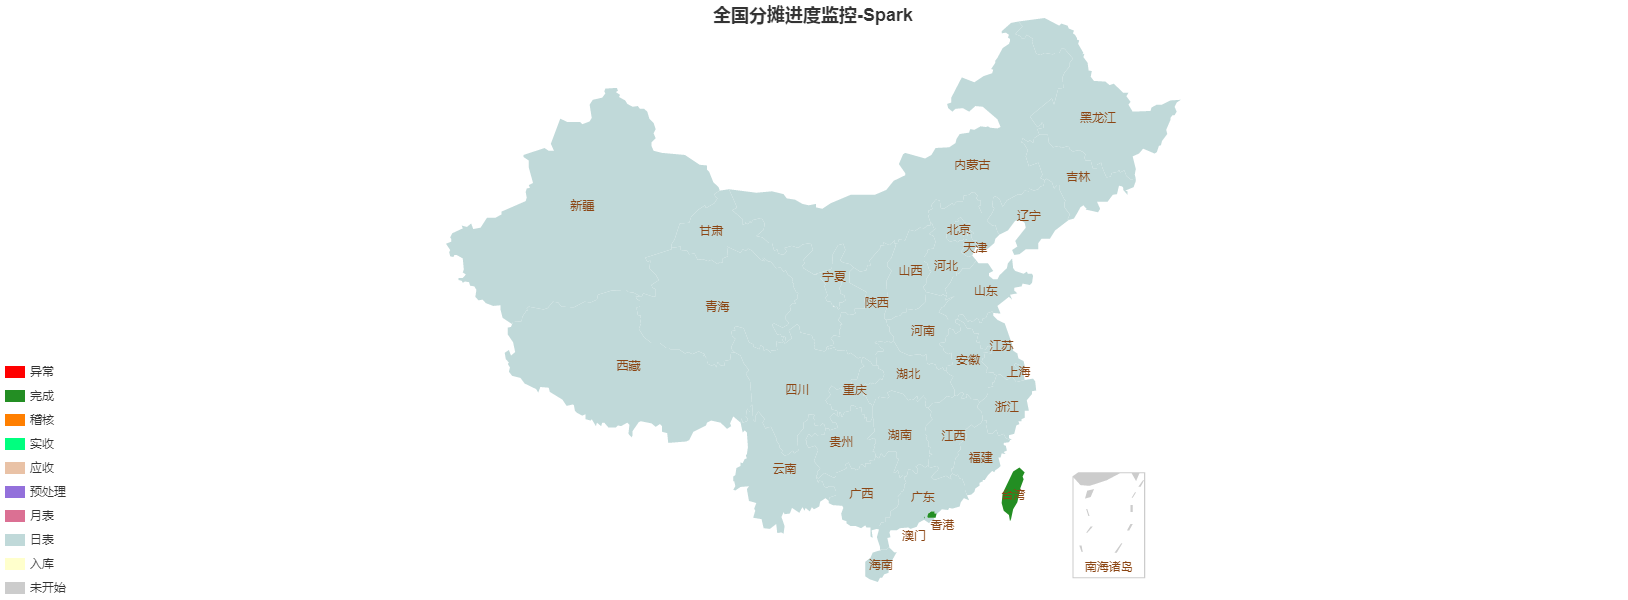 全国分摊进度监控-Spark
黑龙江
内蒙古
吉林
新疆
辽宁
甘肃
北京
天津
河北
山西
宁夏
山东
陕西
青海
河南
江苏
安徽
西藏
上海
湖北
四川
重庆
浙江
湖南
江西
贵州
福建
云南
广西
台湾
广东
香港
澳门
海南
南海诸岛
异常
完成
稽核
实收
应收
预处理
月表
日表
入库
未开始